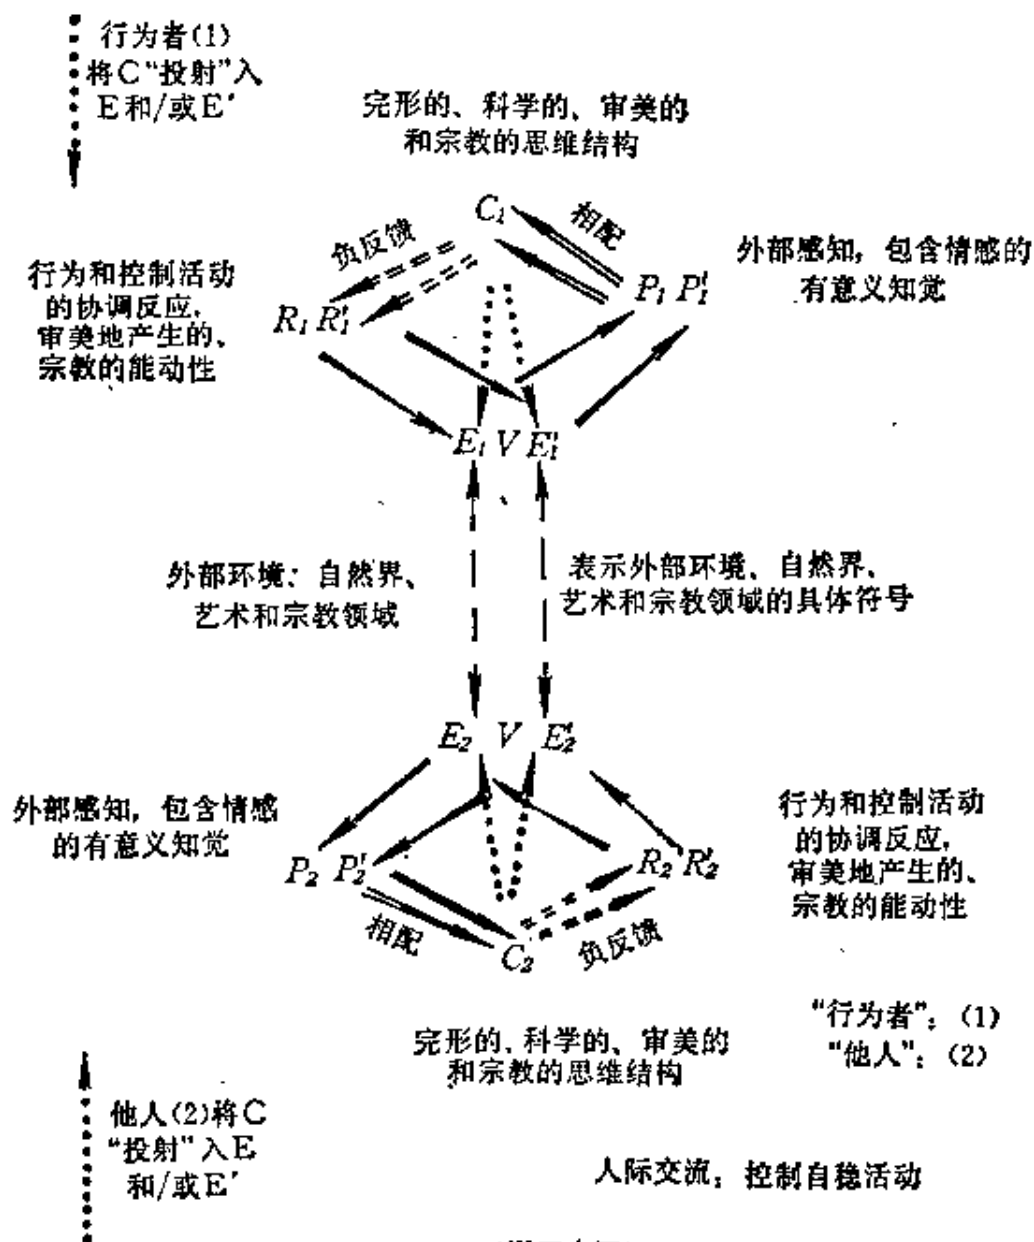 行为者(1)
将C“投射”入
E和/或E′
完形的、科学的、审美的
和宗教的思维结构
C₁
负反馈
相配
行为和控制活动
的协调反应,
审美地产生的、
宗教的能动性
R₁ R₁′
P₁ P₁′
外部感知,包含情感的
有意义知觉
E₁ V E₁′
外部环境:自然界、
艺术和宗教领域
表示外部环境、自然界、
艺术和宗教领域的具体符号
E₂ V E₂′
外部感知,包含情感
的有意义知觉
P₂ P₂′
R₂ R₂′
行为和控制活动
的协调反应,
审美地产生的、
宗教的能动性
相配
C₂
负反馈
“行为者”:(1)
“他人”:(2)
完形的、科学的、审美的
和宗教的思维结构
他人(2)将C
“投射”入E
和/或E′
人际交流:控制自稳活动